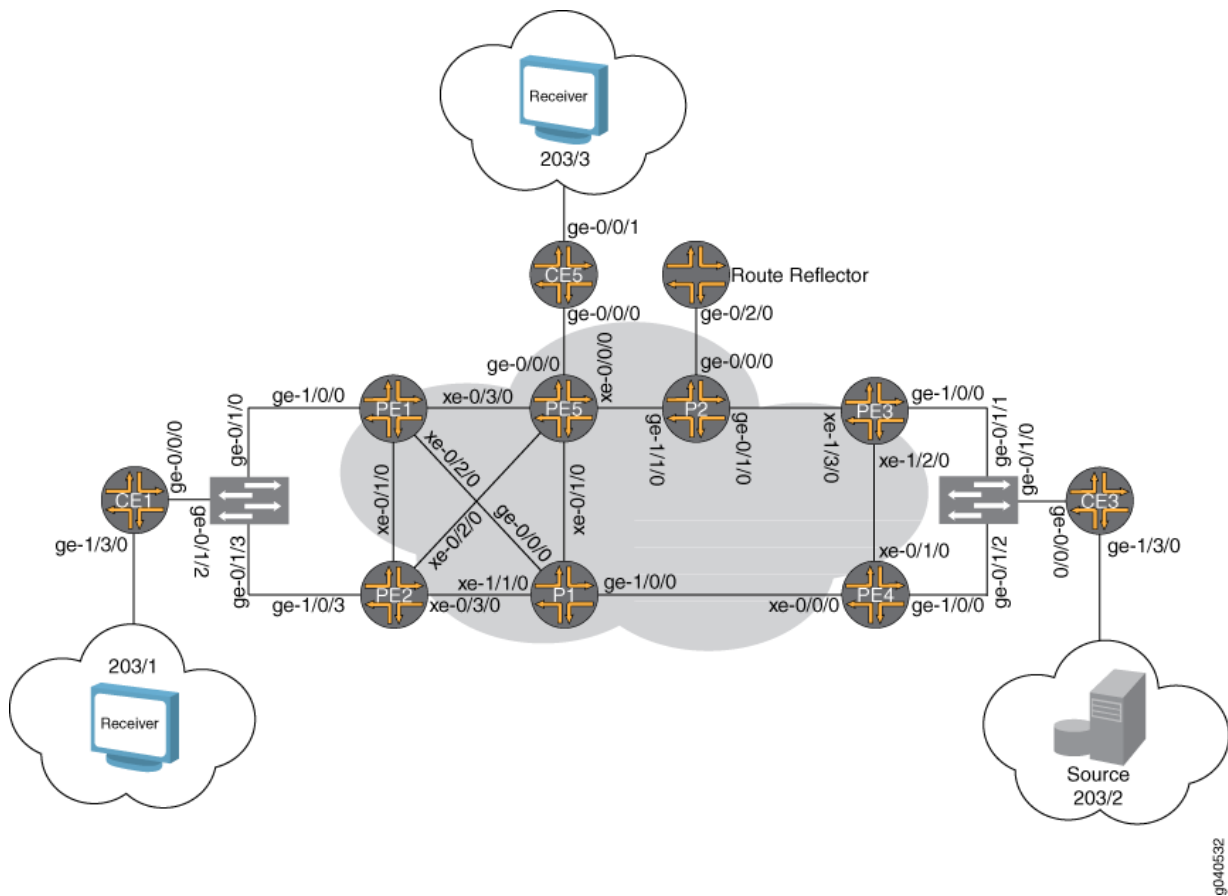 Receiver
203/3
ge-0/0/1
CE5
Route Reflector
ge-0/0/0
ge-0/2/0
ge-0/0/0
xe-0/0/0
ge-0/0/0
ge-1/0/0
PE1
xe-0/3/0
PE5
P2
PE3
ge-1/0/0
ge-0/1/0
ge-1/1/0
ge-0/1/0
xe-1/3/0
ge-0/1/1
ge-0/0/0
xe-0/2/0
xe-1/2/0
ge-0/1/0
CE1
CE3
ge-0/1/2
xe-0/1/0
xe-0/2/0
ge-0/0/0
xe-0/1/0
ge-0/0/0
ge-1/3/0
ge-1/3/0
ge-0/1/3
xe-0/1/0
ge-0/1/2
ge-1/0/3
PE2
xe-1/1/0
xe-0/3/0
P1
ge-1/0/0
xe-0/0/0
PE4
ge-1/0/0
203/1
Receiver
Source
203/2
g040532